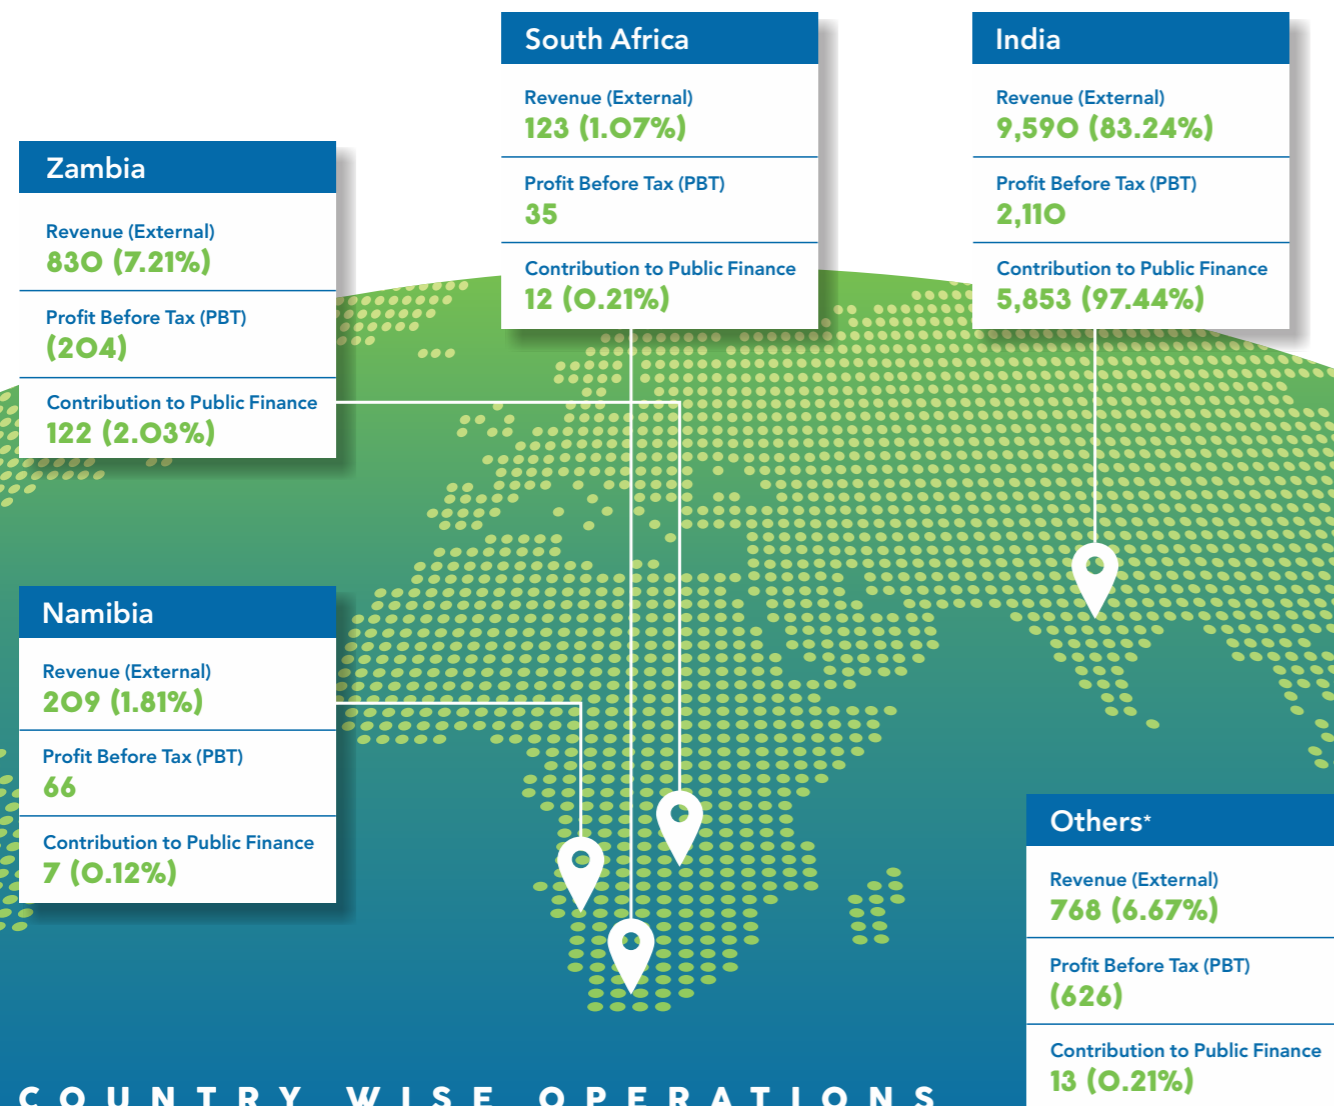 South Africa
Revenue (External)
123 (1.07%)
Profit Before Tax (PBT)
35
Contribution to Public Finance
12 (0.21%)
India
Revenue (External)
9,590 (83.24%)
Profit Before Tax (PBT)
2,110
Contribution to Public Finance
5,853 (97.44%)
Zambia
Revenue (External)
830 (7.21%)
Profit Before Tax (PBT)
(204)
Contribution to Public Finance
122 (2.03%)
Namibia
Revenue (External)
209 (1.81%)
Profit Before Tax (PBT)
66
Contribution to Public Finance
7 (0.12%)
Others*
Revenue (External)
768 (6.67%)
Profit Before Tax (PBT)
(626)
Contribution to Public Finance
13 (0.21%)
COUNTRY WISE OPERATIONS